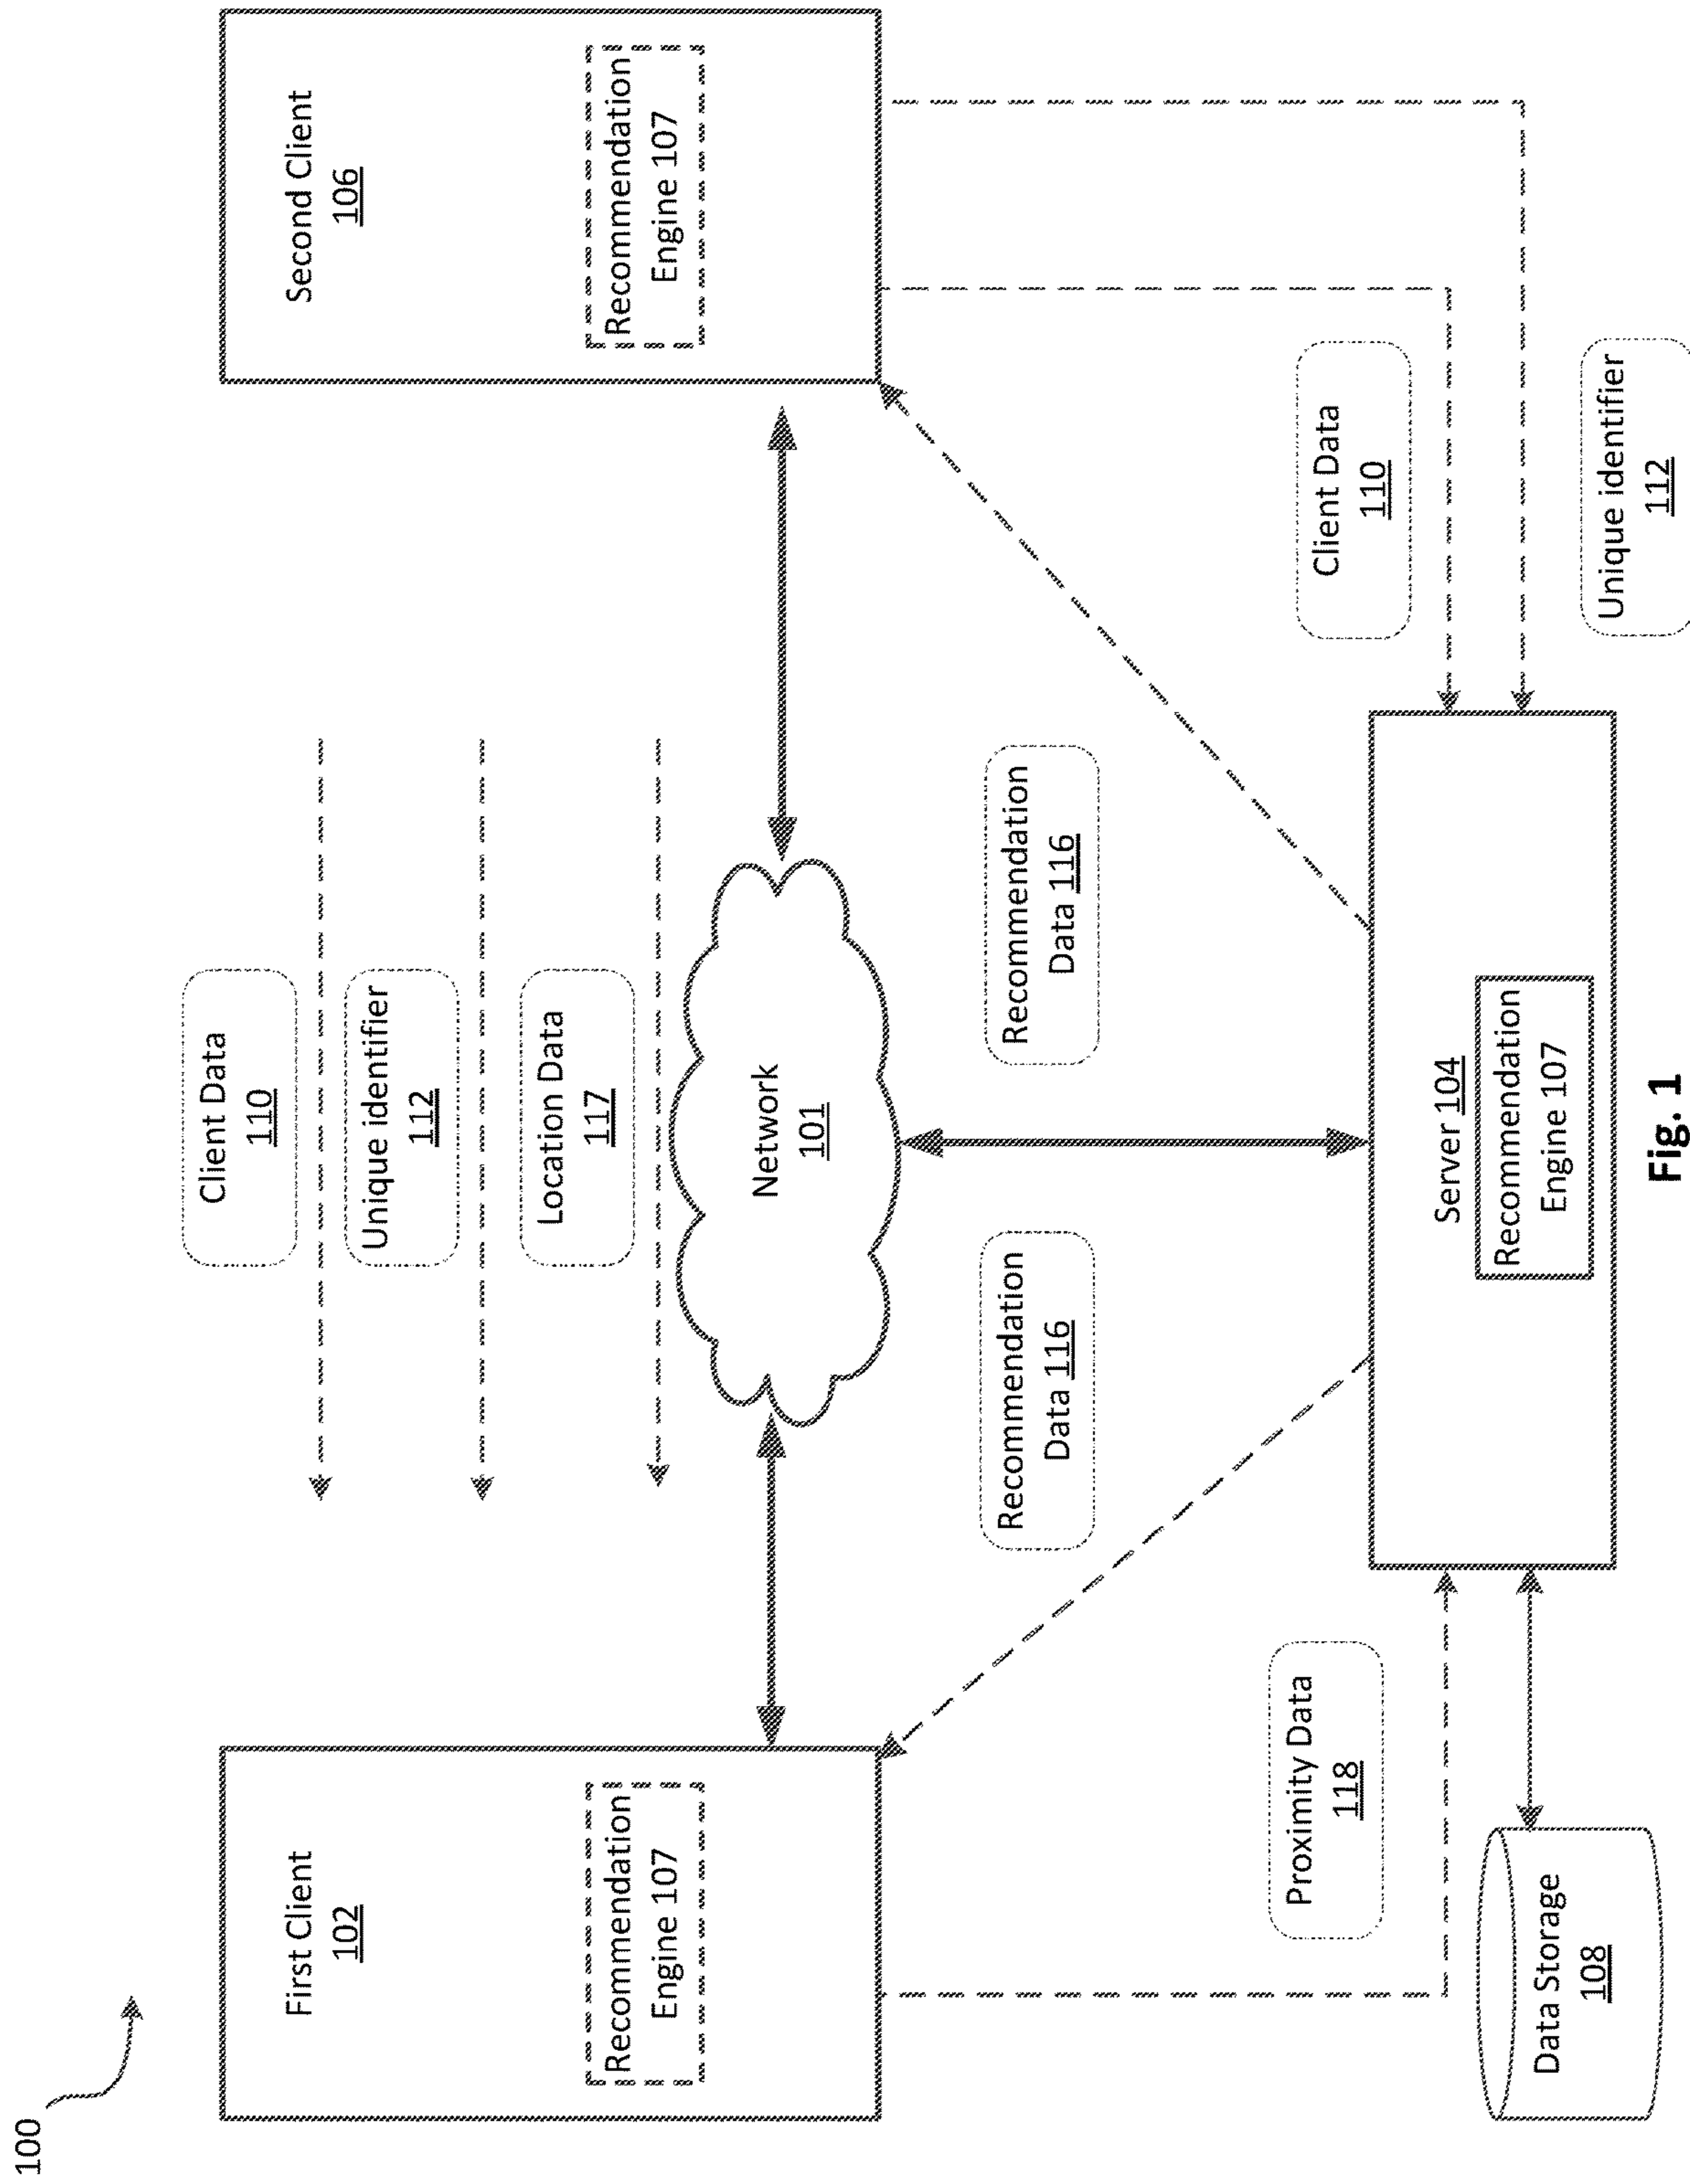 100
First Client
102
Recommendation
Engine 107
Client Data
110
Unique identifier
112
Location Data
117
Network
101
Second Client
106
Recommendation
Engine 107
Recommendation
Data 116
Recommendation
Data 116
Proximity Data
118
Client Data
110
Unique identifier
112
Data Storage
108
Server 104
Recommendation
Engine 107
Fig. 1